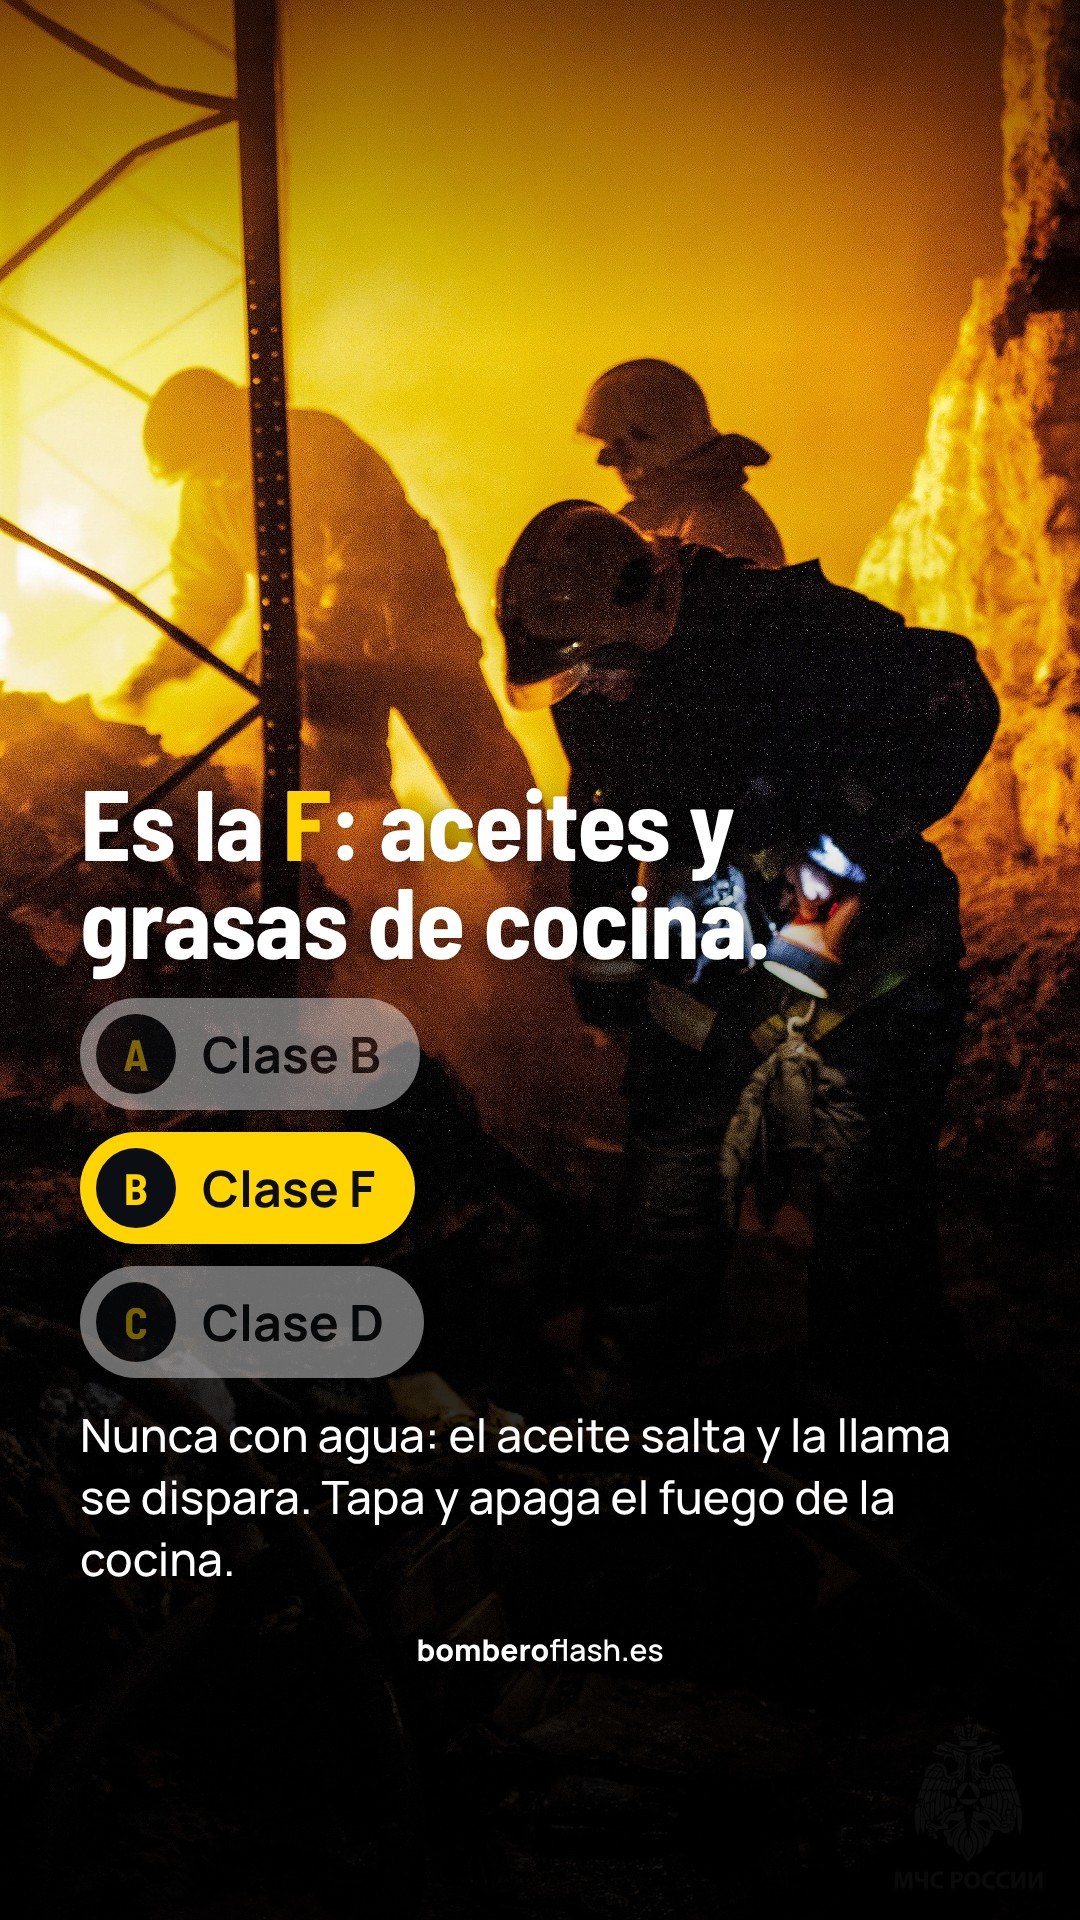 Es la F: aceites y
grasas de cocina.
A Clase B
B Clase F
C Clase D
Nunca con agua: el aceite salta y la llama
se dispara. Tapa y apaga el fuego de la
cocina.
bomberoflash.es
МЧС РОССИИ